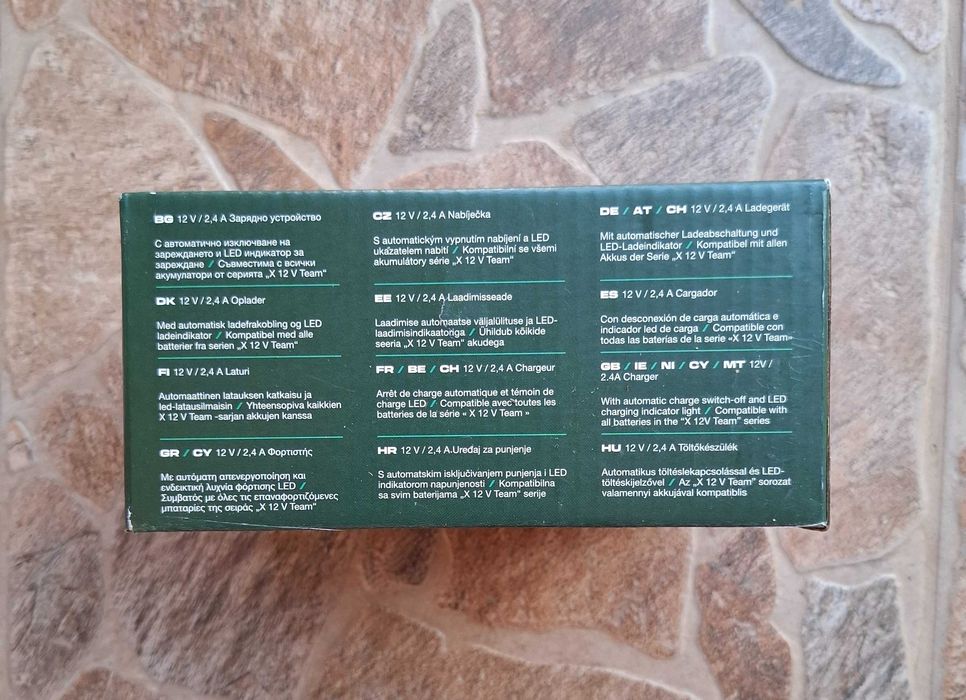 BG 12 V / 2,4 A Зарядно устройство
С автоматично изключване на
зареждането и LED индикатор за
зареждане / Съвместима с всички
акумулатори от серията „X 12 V Team“
DK 12 V / 2,4 A Oplader
Med automatisk ladefrakobling og LED
ladeindikator / Kompatibel med alle
batterier fra serien „X 12 V Team“
FI 12 V / 2,4 A Laturi
Automaattinen latauksen katkaisu ja
led-latausilmaisin / Yhteensopiva kaikkien
X 12 V Team -sarjan akkujen kanssa
GR / CY 12 V / 2,4 A Φορτιστής
Με αυτόματη απενεργοποίηση και
ενδεικτική λυχνία φόρτισης LED /
Συμβατός με όλες τις επαναφορτιζόμενες
μπαταρίες της σειράς „X 12 V Team“
CZ 12 V / 2,4 A Nabíječka
S automatickým vypnutím nabíjení a LED
ukazatelem nabití / Kompatibilní se všemi
akumulátory série „X 12 V Team“
EE 12 V / 2,4 A Laadimisseade
Laadimise automaatse väljalülituse ja LED-
laadimisindikaatoriga / Ühildub kõikide
seeria „X 12 V Team“ akudega
FR / BE / CH 12 V / 2,4 A Chargeur
Arrêt de charge automatique et témoin de
charge LED / Compatible avec toutes les
batteries de la série « X 12 V Team »
HR 12 V / 2,4 A Uređaj za punjenje
S automatskim isključivanjem punjenja i LED
indikatorom napunjenosti / Kompatibilna
sa svim baterijama „X 12 V Team“ serije
DE / AT / CH 12 V / 2,4 A Ladegerät
Mit automatischer Ladeabschaltung und
LED-Ladeindikator / Kompatibel mit allen
Akkus der Serie „X 12 V Team“
ES 12 V / 2,4 A Cargador
Con desconexión de carga automática e
indicador led de carga / Compatible con
todas las baterías de la serie «X 12 V Team»
GB / IE / NI / CY / MT 12V /
2.4A Charger
With automatic charge switch-off and LED
charging indicator light / Compatible with
all batteries in the “X 12 V Team” series
HU 12 V / 2,4 A Töltőkészülék
Automatikus töltéslekapcsolással és LED-
töltéskijelzővel / Az „X 12 V Team” sorozat
valamennyi akkujával kompatiblis